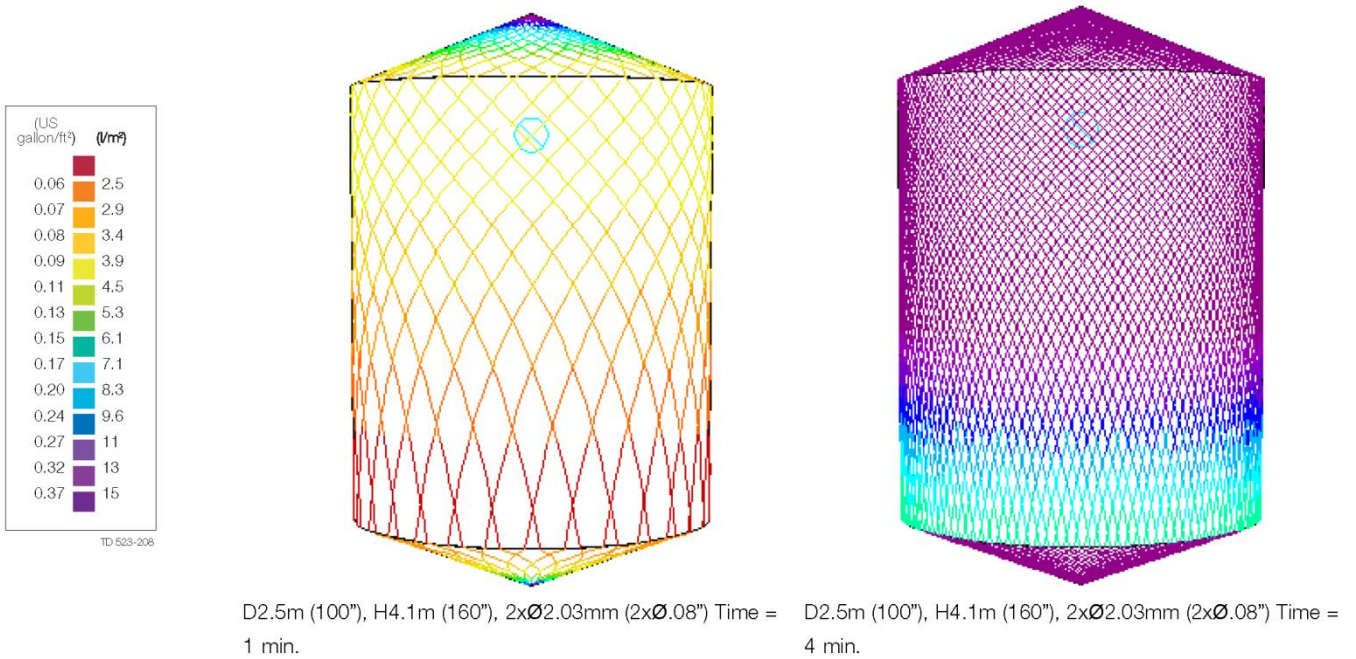 (US
gallon/ft²) (l/m²)
0.06 2.5
0.07 2.9
0.08 3.4
0.09 3.9
0.11 4.5
0.13 5.3
0.15 6.1
0.17 7.1
0.20 8.3
0.24 9.6
0.27 11
0.32 13
0.37 15
TD 523-208
D2.5m (100”), H4.1m (160”), 2xØ2.03mm (2xØ.08”) Time =
1 min.
D2.5m (100”), H4.1m (160”), 2xØ2.03mm (2xØ.08”) Time =
4 min.